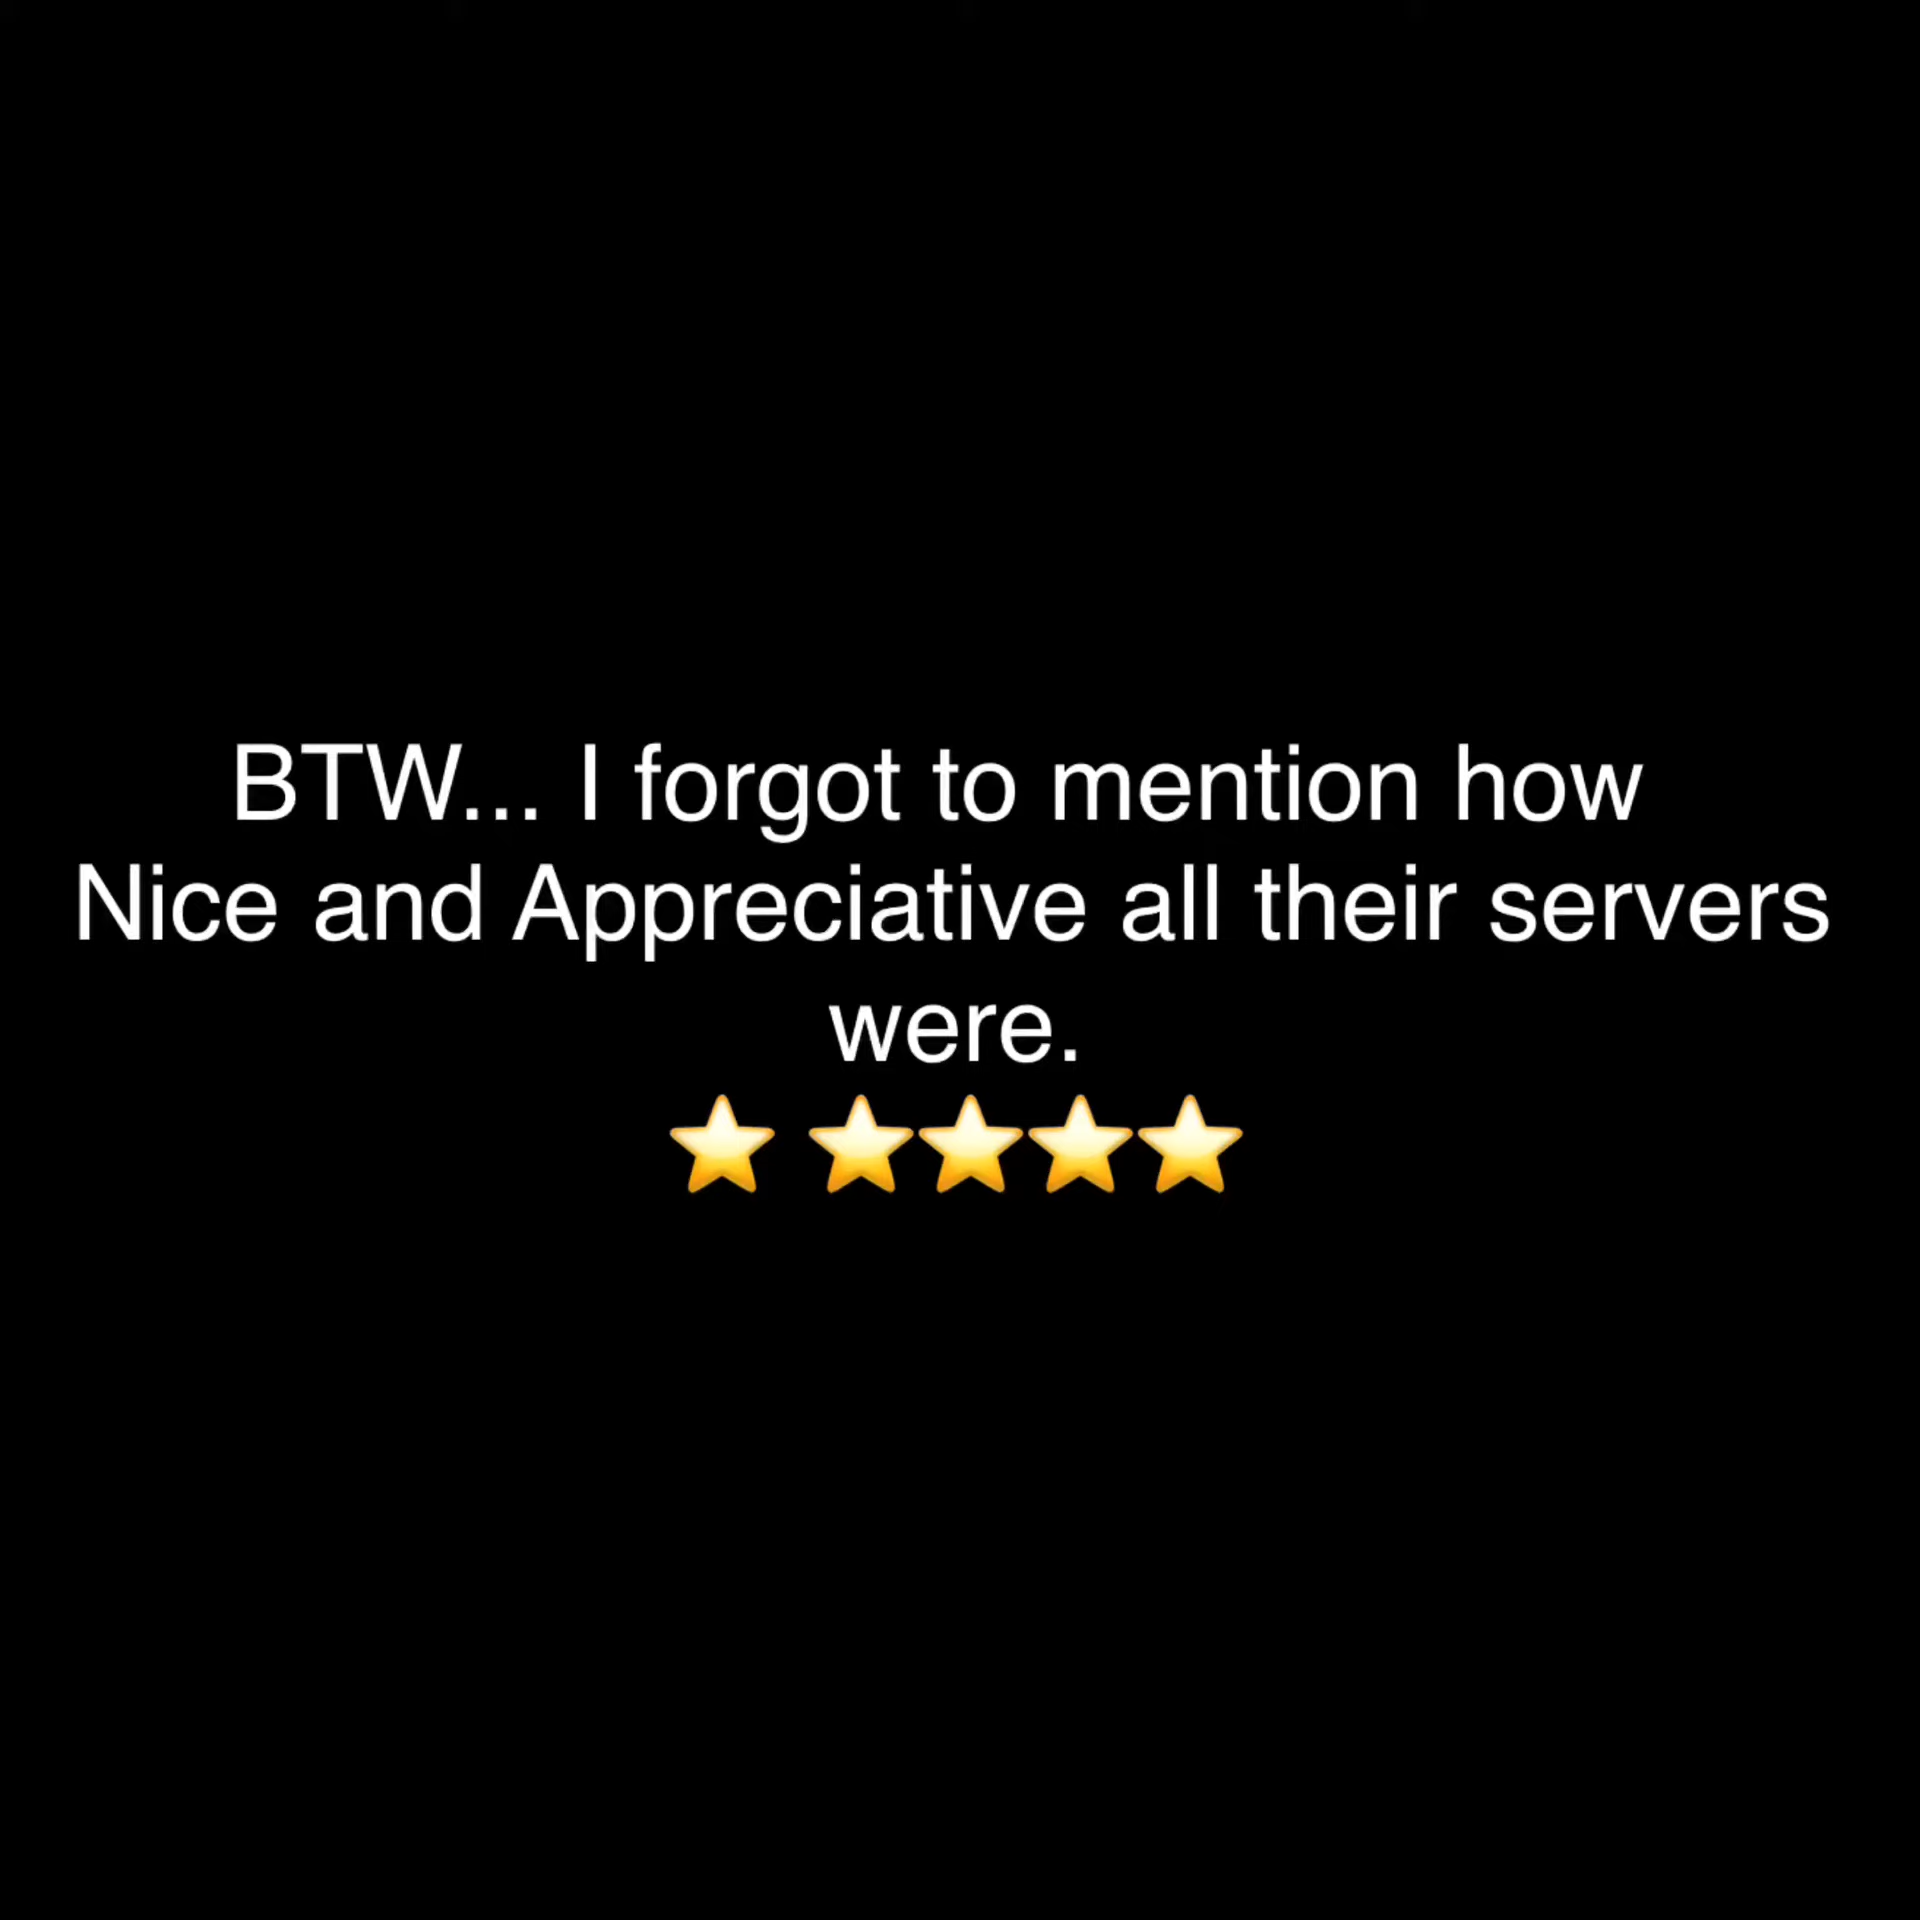 BTW... I forgot to mention how
Nice and Appreciative all their servers
were.
⭐ ⭐⭐⭐⭐